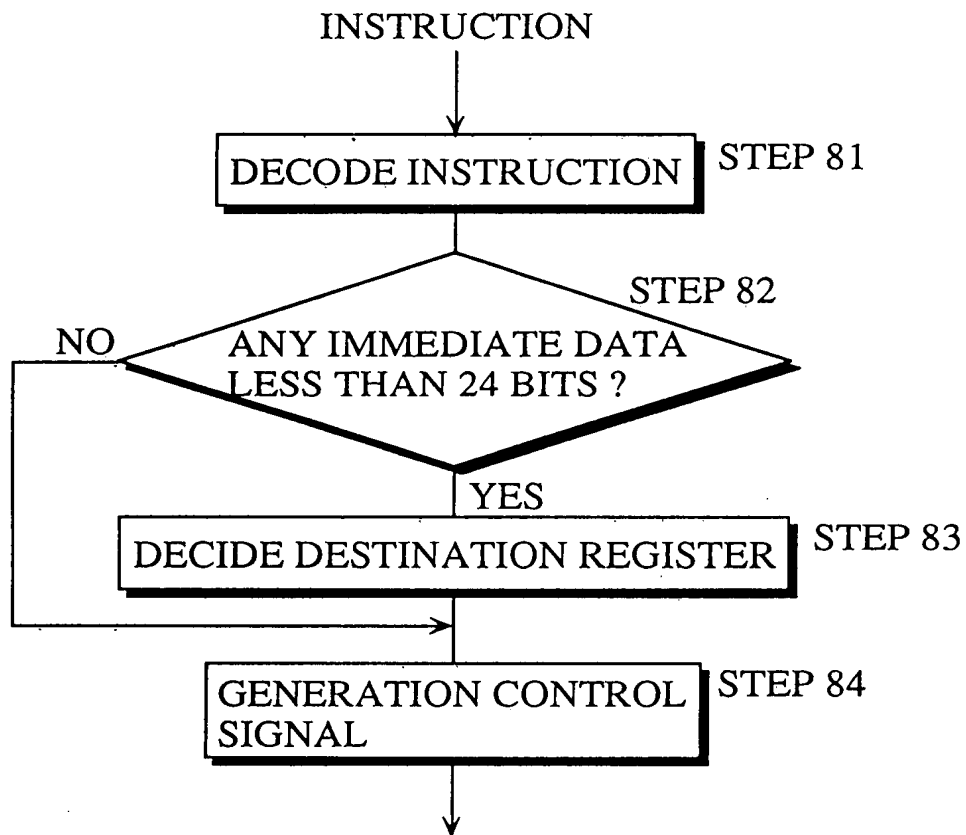 INSTRUCTION
DECODE INSTRUCTION
STEP 81
STEP 82
NO
ANY IMMEDIATE DATA
LESS THAN 24 BITS ?
YES
DECIDE DESTINATION REGISTER
STEP 83
GENERATION CONTROL
SIGNAL
STEP 84